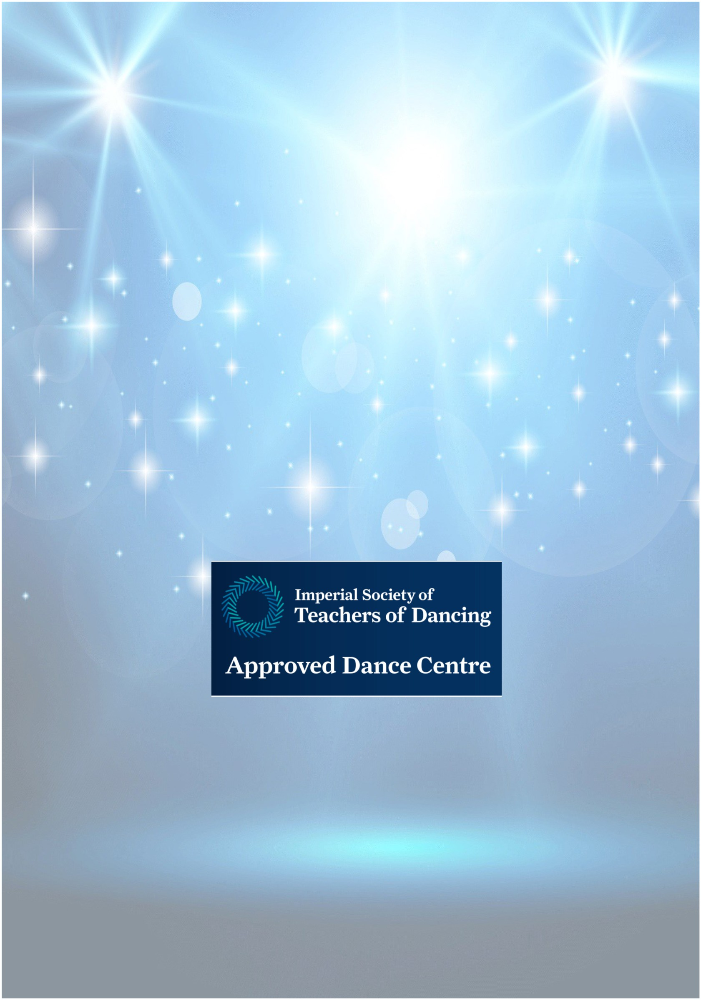 Imperial Society of
Teachers of Dancing
Approved Dance Centre